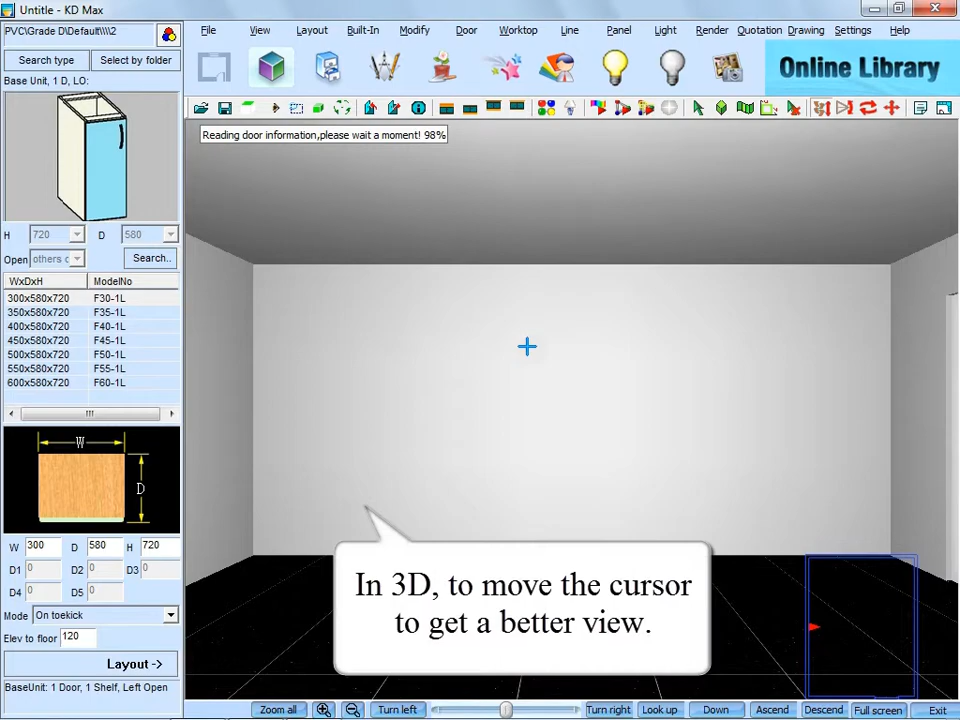 Untitle - KD Max
PVC\Grade D\Default\\\\2
File View Layout Built-In Modify Door Worktop Line Panel Light Render Quotation Drawing Settings Help
Search type Select by folder
Online Library
Base Unit, 1 D, LO:
Reading door information,please wait a moment! 98%
H 720 D 580
Open others c Search..
WxDxH ModelNo
300x580x720 F30-1L
350x580x720 F35-1L
400x580x720 F40-1L
450x580x720 F45-1L
500x580x720 F50-1L
550x580x720 F55-1L
600x580x720 F60-1L
W
D
W 300 D 580 H 720
D1 0 D2 0 D3 0
D4 0 D5 0
Mode On toekick
Elev to floor 120
Layout ->
BaseUnit: 1 Door, 1 Shelf, Left Open
In 3D, to move the cursor
to get a better view.
Zoom all Turn left Turn right Look up Down Ascend Descend Full screen Exit